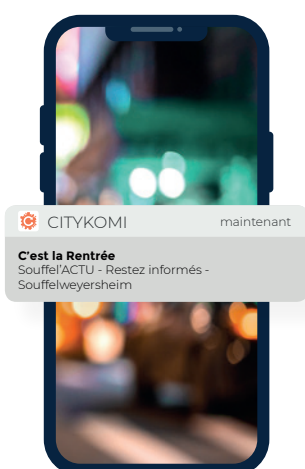 CITYKOMI maintenant
C'est la Rentrée
Souffel'ACTU - Restez informés -
Souffelweyersheim